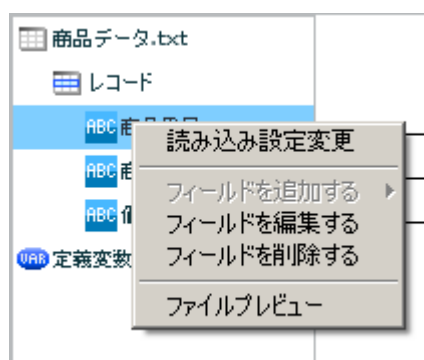 商品データ.txt
レコード
ABC
読み込み設定変更
ABC
フィールドを追加する
ABC
フィールドを編集する
VAR 定義変数
フィールドを削除する
ファイルプレビュー